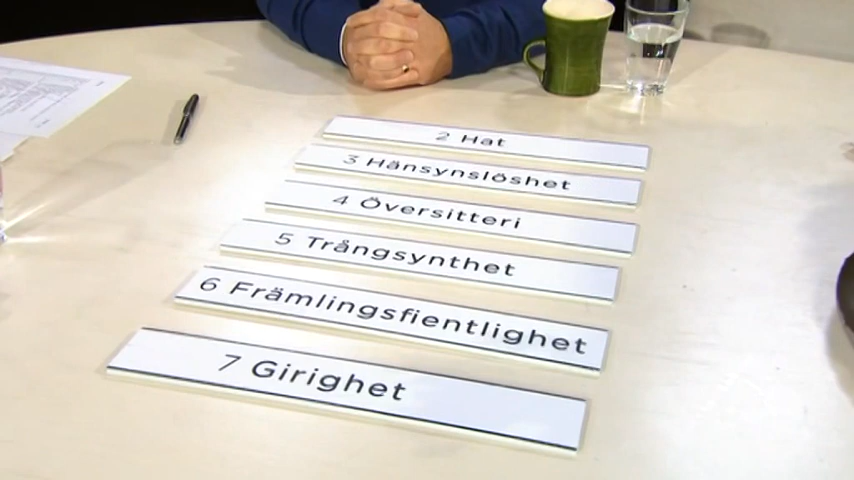 2 Hat
3 Hänsynslöshet
4 Översitteri
5 Trångsynthet
6 Främlingsfientlighet
7 Girighet